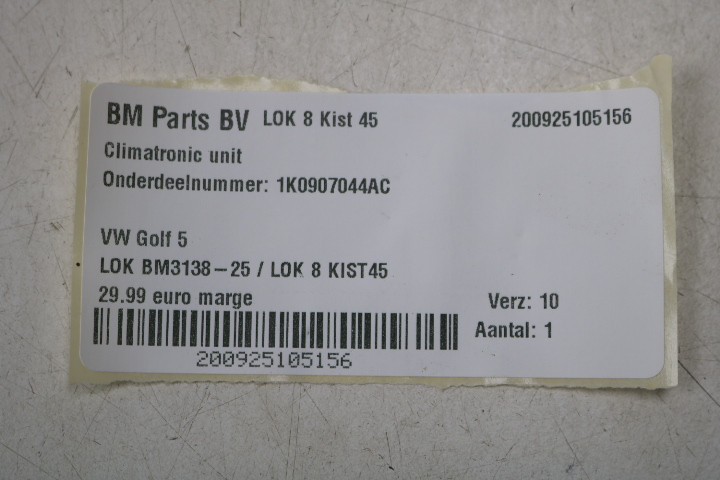 BM Parts BV LOK 8 Kist 45 200925105156
Climatronic unit
Onderdeelnummer: 1K0907044AC
VW Golf 5
LOK BM3138-25 / LOK 8 KIST45
29.99 euro marge Verz: 10
Aantal: 1
200925105156